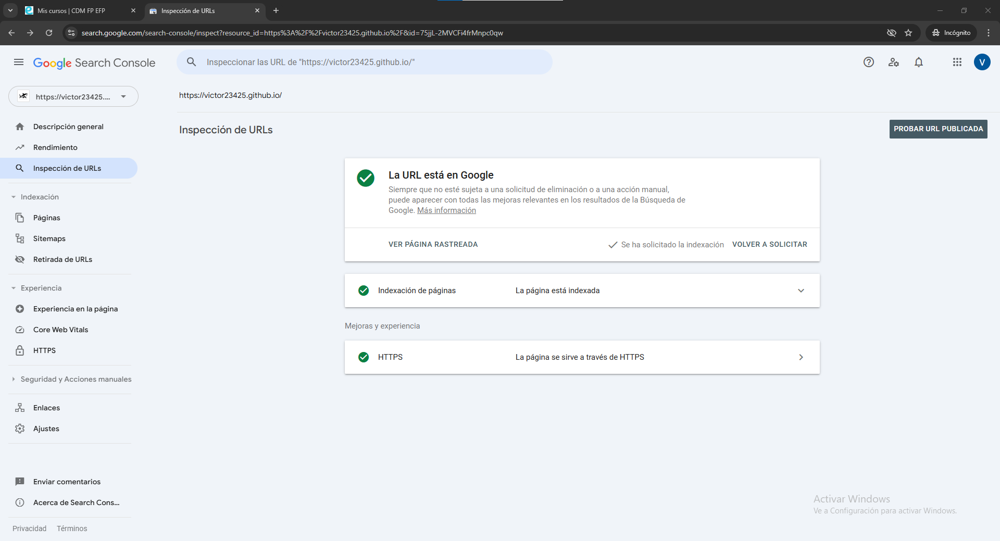 Mis cursos | CDM FP EFP
Inspección de URLs
search.google.com/search-console/inspect?resource_id=https%3A%2F%2Fvictor23425.github.io%2F&id=75jjL-2MVCFi4frMnpc0qw
Incógnito
Google Search Console
Inspeccionar las URL de "https://victor23425.github.io/"
V
https://victor23425....
https://victor23425.github.io/
Descripción general
Rendimiento
Inspección de URLs
Indexación
Páginas
Sitemaps
Retirada de URLs
Experiencia
Experiencia en la página
Core Web Vitals
HTTPS
Seguridad y Acciones manuales
Enlaces
Ajustes
Enviar comentarios
Acerca de Search Cons...
Privacidad Términos
Inspección de URLs
PROBAR URL PUBLICADA
La URL está en Google
Siempre que no esté sujeta a una solicitud de eliminación o a una acción manual,
puede aparecer con todas las mejoras relevantes en los resultados de la Búsqueda de
Google. Más información
VER PÁGINA RASTREADA
Se ha solicitado la indexación
VOLVER A SOLICITAR
Indexación de páginas La página está indexada
Mejoras y experiencia
HTTPS La página se sirve a través de HTTPS
Activar Windows
Ve a Configuración para activar Windows.